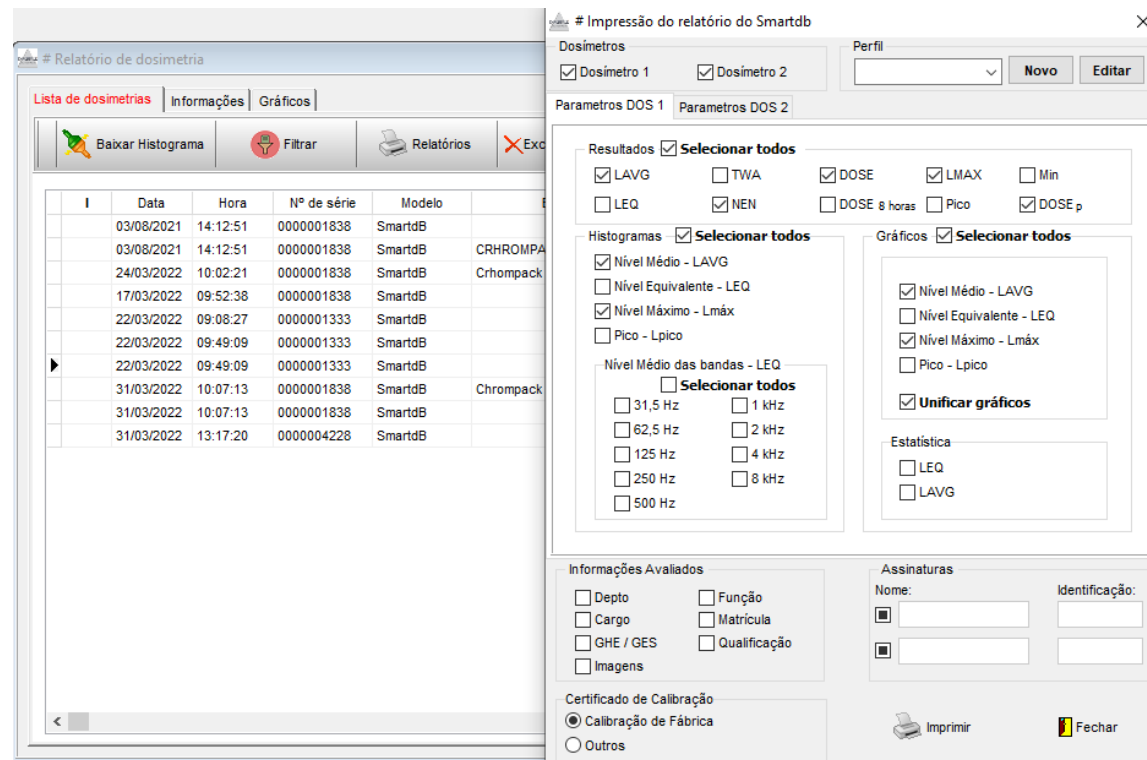 # Relatório de dosimetria
Lista de dosimetrias Informações Gráficos
Baixar Histograma Filtrar Relatórios Exc
I Data Hora Nº de série Modelo
03/08/2021 14:12:51 0000001838 SmartdB
03/08/2021 14:12:51 0000001838 SmartdB CRHROMPA
24/03/2022 10:02:21 0000001838 SmartdB Crhompack
17/03/2022 09:52:38 0000001838 SmartdB
22/03/2022 09:08:27 0000001333 SmartdB
22/03/2022 09:49:09 0000001333 SmartdB
22/03/2022 09:49:09 0000001333 SmartdB
31/03/2022 10:07:13 0000001838 SmartdB Chrompack
31/03/2022 10:07:13 0000001838 SmartdB
31/03/2022 13:17:20 0000004228 SmartdB
# Impressão do relatório do Smartdb
Dosímetros
Dosímetro 1 Dosímetro 2
Perfil
Novo Editar
Parametros DOS 1 Parametros DOS 2
Resultados Selecionar todos
LAVG TWA DOSE LMAX Min
LEQ NEN DOSE 8 horas Pico DOSE p
Histogramas Selecionar todos
Nível Médio - LAVG
Nível Equivalente - LEQ
Nível Máximo - Lmáx
Pico - Lpico
Nível Médio das bandas - LEQ
Selecionar todos
31,5 Hz 1 kHz
62,5 Hz 2 kHz
125 Hz 4 kHz
250 Hz 8 kHz
500 Hz
Gráficos Selecionar todos
Nível Médio - LAVG
Nível Equivalente - LEQ
Nível Máximo - Lmáx
Pico - Lpico
Unificar gráficos
Estatística
LEQ
LAVG
Informações Avaliados
Depto Função
Cargo Matrícula
GHE / GES Qualificação
Imagens
Assinaturas
Nome: Identificação:
Certificado de Calibração
Calibração de Fábrica
Outros
Imprimir Fechar